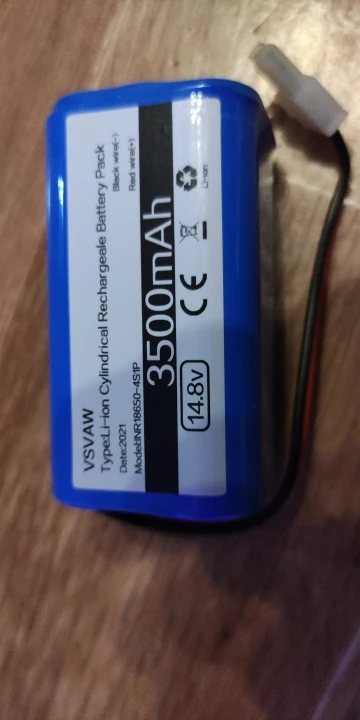 VSVAW
Type:Li-ion Cylindrical Rechargeale Battery Pack
Date:2021
Black wire(-)
Model:INR18650-4S1P
Red wire(+)
3500mAh
14.8v
CE
Li-ion